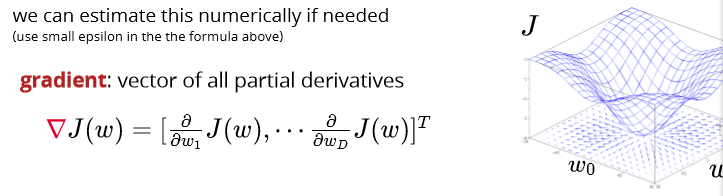 we can estimate this numerically if needed
(use small epsilon in the the formula above)
gradient: vector of all partial derivatives
∇J(w) = [∂/∂w₁ J(w), ⋯ ∂/∂w_D J(w)]ᵀ
J
w₀